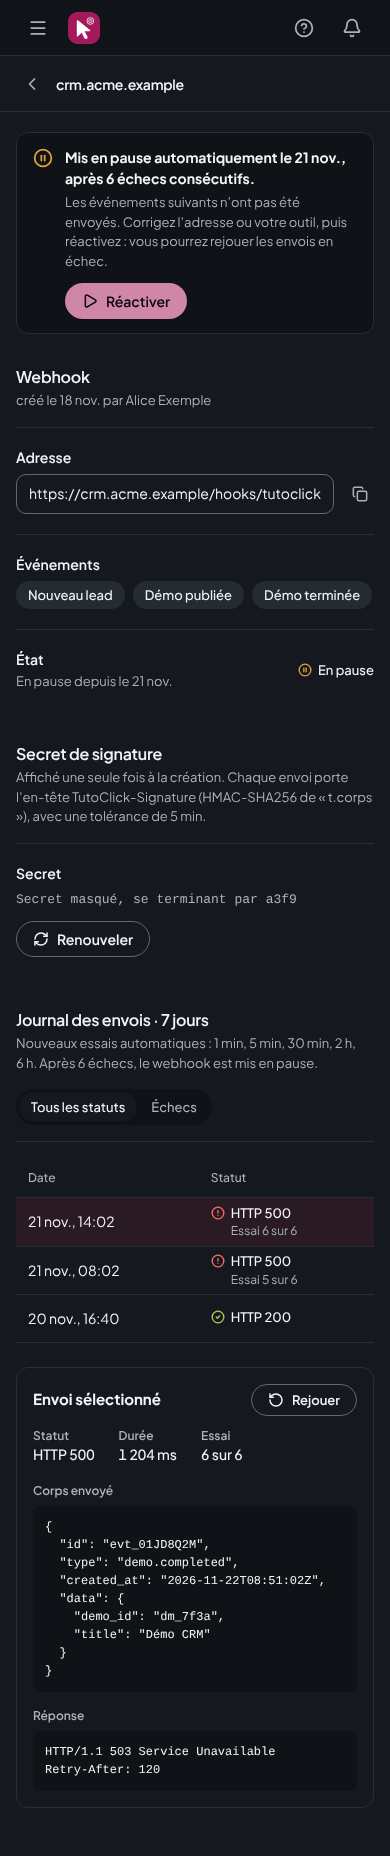 crm.acme.example
Mis en pause automatiquement le 21 nov.,
après 6 échecs consécutifs.
Les événements suivants n'ont pas été
envoyés. Corrigez l'adresse ou votre outil, puis
réactivez : vous pourrez rejouer les envois en
échec.
Réactiver
Webhook
créé le 18 nov. par Alice Exemple
Adresse
https://crm.acme.example/hooks/tutoclick
Événements
Nouveau lead Démo publiée Démo terminée
État
En pause depuis le 21 nov.
En pause
Secret de signature
Affiché une seule fois à la création. Chaque envoi porte
l'en-tête TutoClick-Signature (HMAC-SHA256 de « t.corps
»), avec une tolérance de 5 min.
Secret
Secret masqué, se terminant par a3f9
Renouveler
Journal des envois · 7 jours
Nouveaux essais automatiques : 1 min, 5 min, 30 min, 2 h,
6 h. Après 6 échecs, le webhook est mis en pause.
Tous les statuts Échecs
Date Statut
21 nov., 14:02 HTTP 500
Essai 6 sur 6
21 nov., 08:02 HTTP 500
Essai 5 sur 6
20 nov., 16:40 HTTP 200
Envoi sélectionné Rejouer
Statut Durée Essai
HTTP 500 1 204 ms 6 sur 6
Corps envoyé
{
  "id": "evt_01JD8Q2M",
  "type": "demo.completed",
  "created_at": "2026-11-22T08:51:02Z",
  "data": {
    "demo_id": "dm_7f3a",
    "title": "Démo CRM"
  }
}
Réponse
HTTP/1.1 503 Service Unavailable
Retry-After: 120